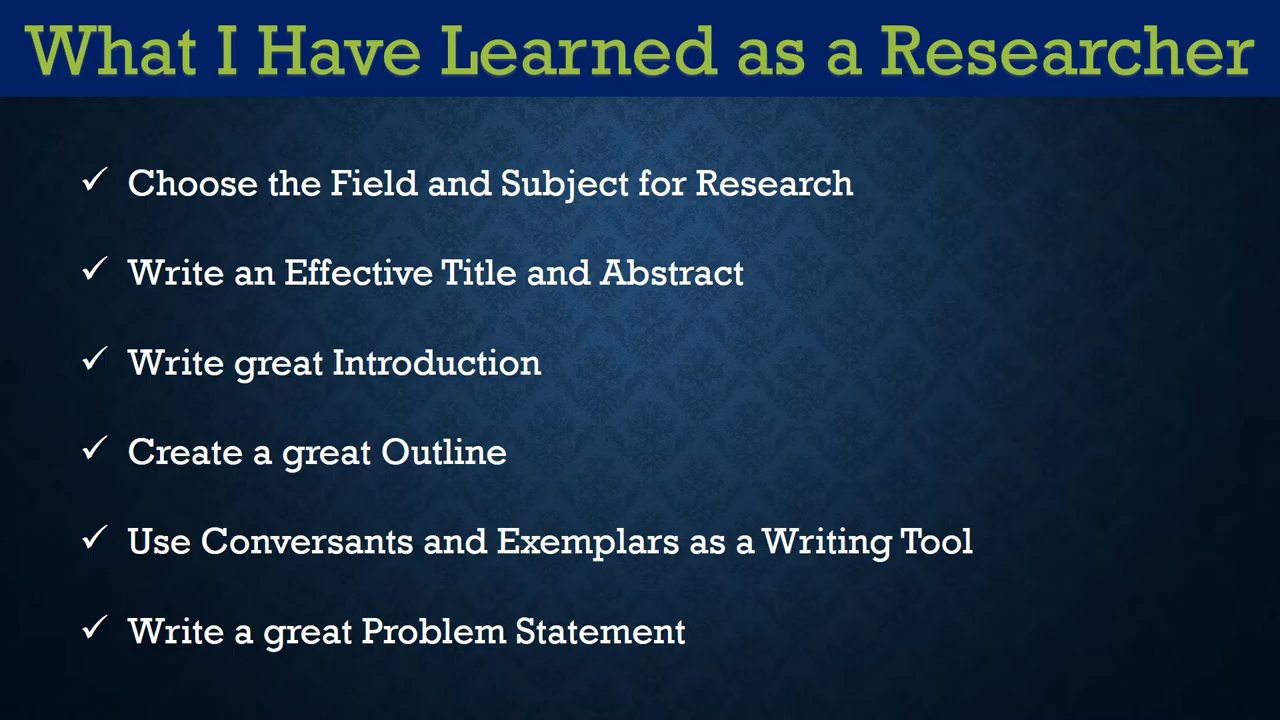 What I Have Learned as a Researcher
✓ Choose the Field and Subject for Research
✓ Write an Effective Title and Abstract
✓ Write great Introduction
✓ Create a great Outline
✓ Use Conversants and Exemplars as a Writing Tool
✓ Write a great Problem Statement